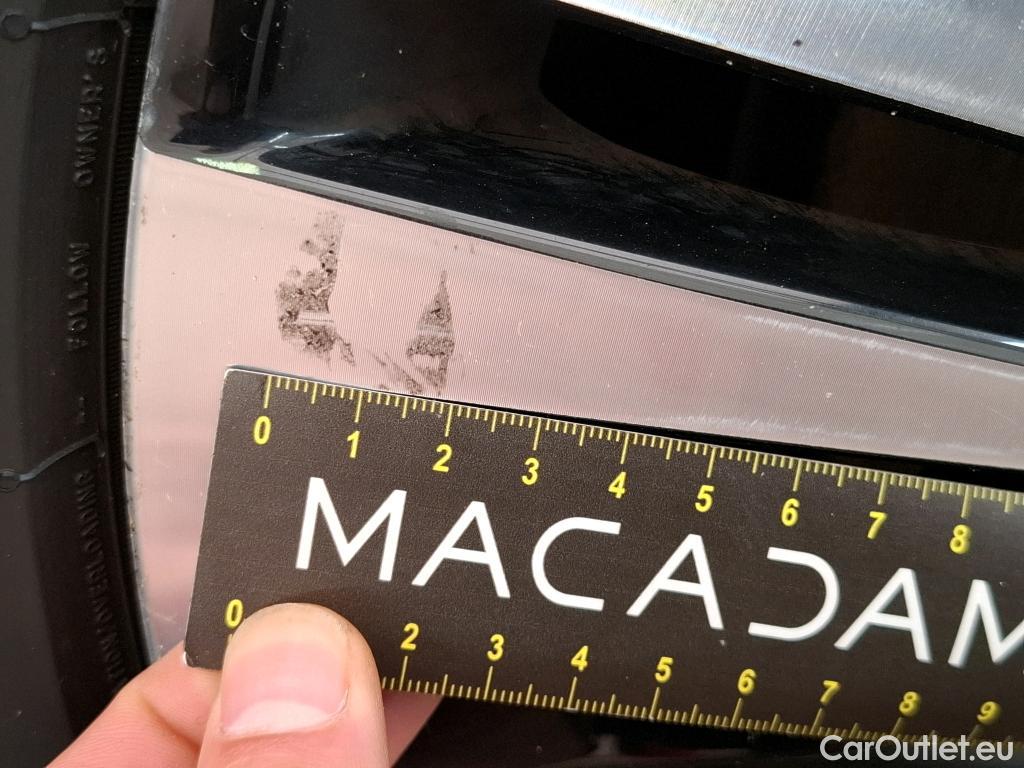 OWNER'S
FOLLOW
OVERLOADING
0 1 2 3 4 5 6 7 8
MACADAM
0 2 3 4 5 6 7 8 9
CarOutlet.eu